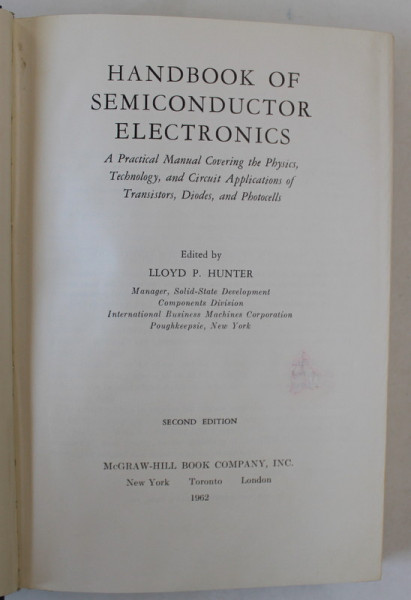 HANDBOOK OF
SEMICONDUCTOR
ELECTRONICS
A Practical Manual Covering the Physics,
Technology, and Circuit Applications of
Transistors, Diodes, and Photocells
Edited by
LLOYD P. HUNTER
Manager, Solid-State Development
Components Division
International Business Machines Corporation
Poughkeepsie, New York
SECOND EDITION
McGRAW-HILL BOOK COMPANY, INC.
New York Toronto London
1962